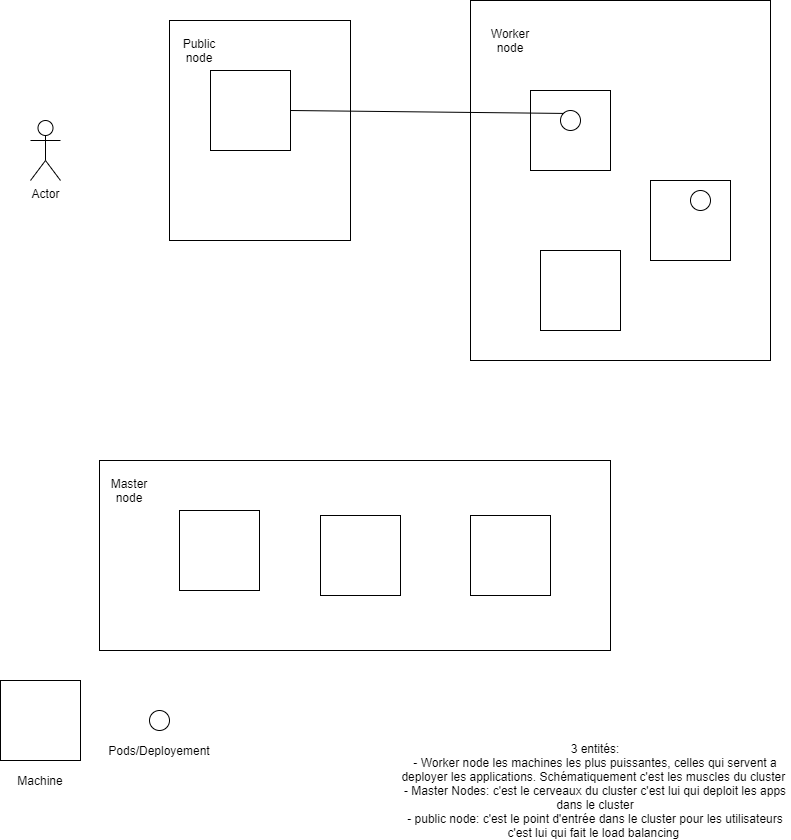 Public
node
Worker
node
Actor
Master
node
Pods/Deployement
Machine
3 entités:
- Worker node les machines les plus puissantes, celles qui servent a
deployer les applications. Schématiquement c'est les muscles du cluster
- Master Nodes: c'est le cerveaux du cluster c'est lui qui deploit les apps
dans le cluster
- public node: c'est le point d'entrée dans le cluster pour les utilisateurs
c'est lui qui fait le load balancing